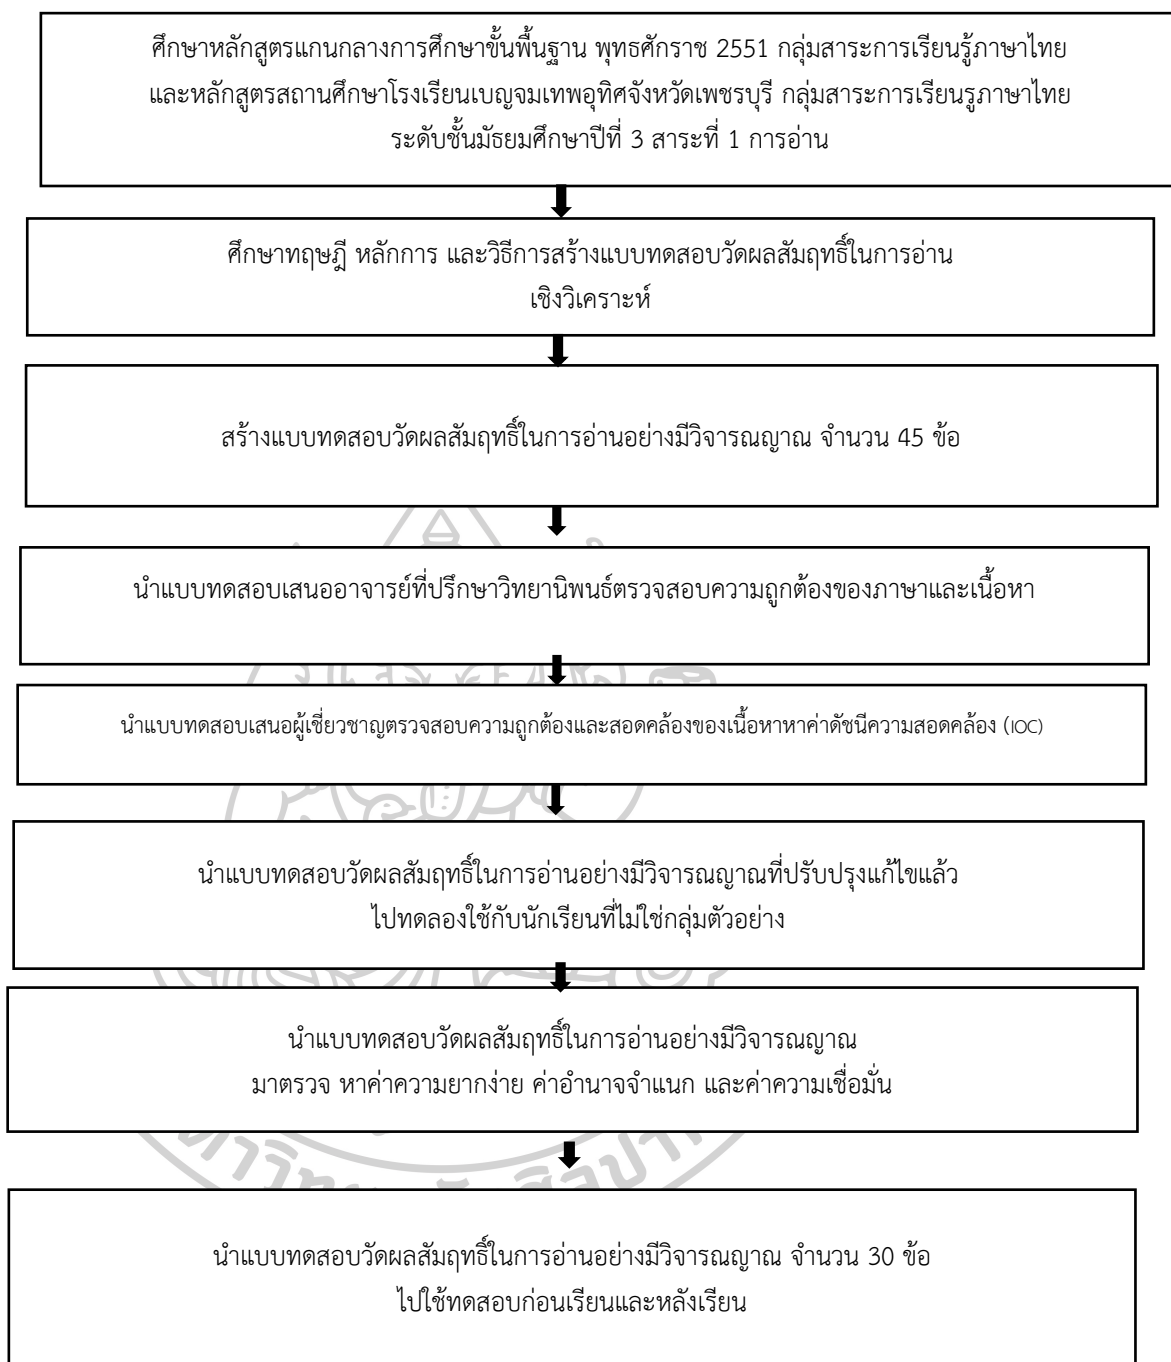 ศึกษาหลักสูตรแกนกลางการศึกษาขั้นพื้นฐาน พุทธศักราช 2551 กลุ่มสาระการเรียนรู้ภาษาไทย
และหลักสูตรสถานศึกษาโรงเรียนเบญจมเทพอุทิศจังหวัดเพชรบุรี กลุ่มสาระการเรียนรูภาษาไทย
ระดับชั้นมัธยมศึกษาปีที่ 3 สาระที่ 1 การอ่าน
ศึกษาทฤษฎี หลักการ และวิธีการสร้างแบบทดสอบวัดผลสัมฤทธิ์ในการอ่าน
เชิงวิเคราะห์
สร้างแบบทดสอบวัดผลสัมฤทธิ์ในการอ่านอย่างมีวิจารณญาณ จำนวน 45 ข้อ
นำแบบทดสอบเสนออาจารย์ที่ปรึกษาวิทยานิพนธ์ตรวจสอบความถูกต้องของภาษาและเนื้อหา
นำแบบทดสอบเสนอผู้เชี่ยวชาญตรวจสอบความถูกต้องและสอดคล้องของเนื้อหาหาค่าดัชนีความสอดคล้อง (IOC)
นำแบบทดสอบวัดผลสัมฤทธิ์ในการอ่านอย่างมีวิจารณญาณที่ปรับปรุงแก้ไขแล้ว
ไปทดลองใช้กับนักเรียนที่ไม่ใช่กลุ่มตัวอย่าง
นำแบบทดสอบวัดผลสัมฤทธิ์ในการอ่านอย่างมีวิจารณญาณ
มาตรวจ หาค่าความยากง่าย ค่าอำนาจจำแนก และค่าความเชื่อมั่น
นำแบบทดสอบวัดผลสัมฤทธิ์ในการอ่านอย่างมีวิจารณญาณ จำนวน 30 ข้อ
ไปใช้ทดสอบก่อนเรียนและหลังเรียน